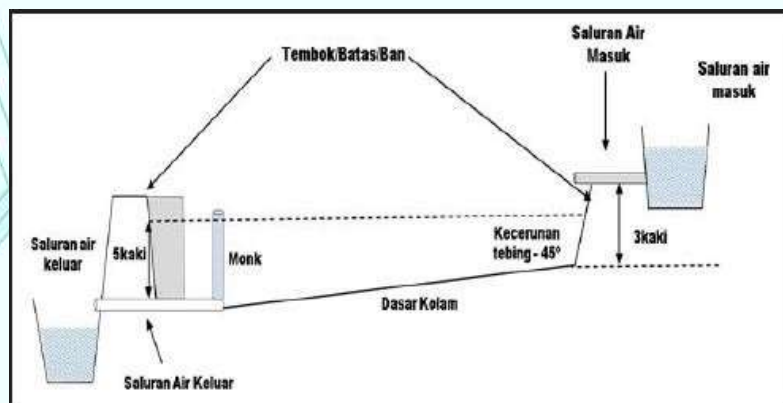 Saluran Air
Masuk
Saluran air
masuk
Tembok/Batas/Ban
Saluran air
keluar
5kaki
Monk
Kecerunan
tebing - 45º
3kaki
Dasar Kolam
Saluran Air Keluar